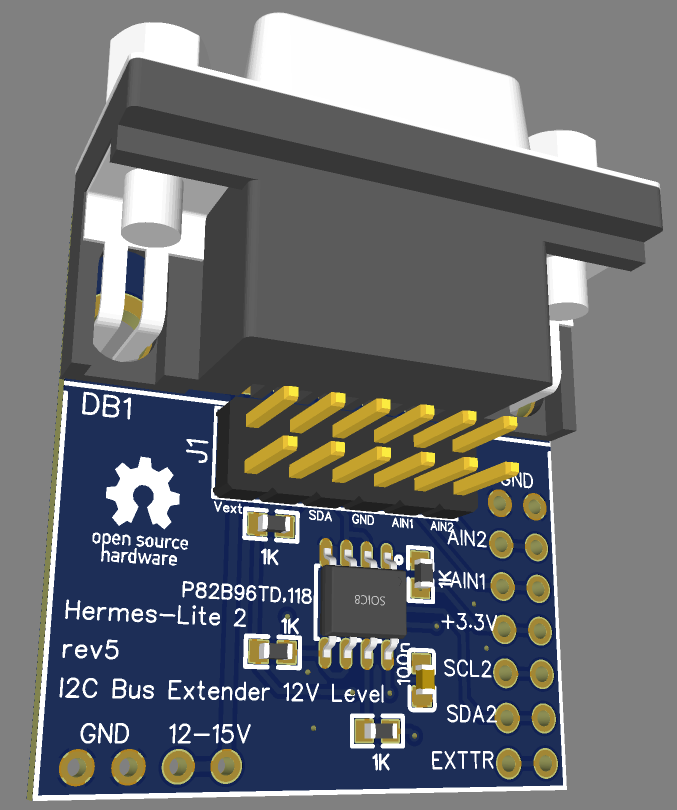 DB1
J1
GND
Vext
SDA
GND
AIN1
AIN2
AIN2
open source
hardware
1K
1K
AIN1
P82B96TD,118
SOIC8
Hermes-Lite 2
1K
+3.3V
rev5
100n
SCL2
I2C Bus Extender 12V Level
SDA2
GND
12-15V
1K
EXTTR